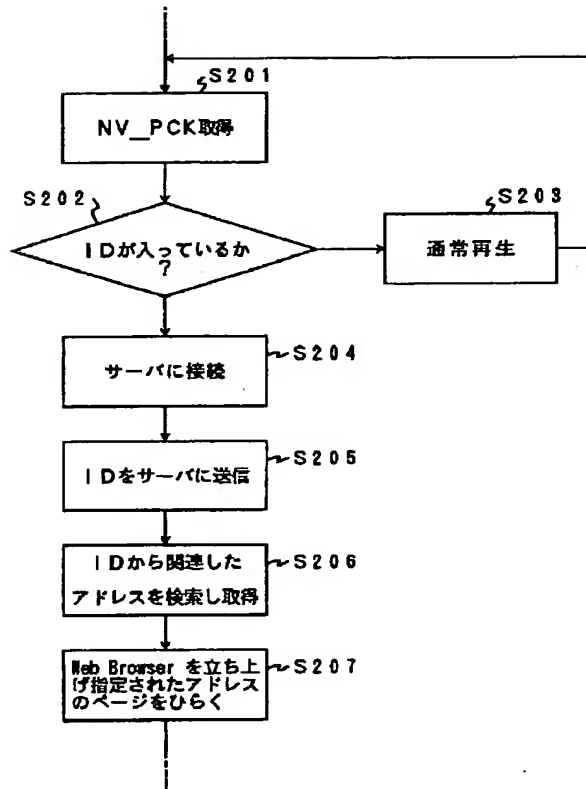 S201
NV_PCK取得
S202
IDが入っているか
?
S203
通常再生
サーバに接続
S204
IDをサーバに送信
S205
IDから関連した
アドレスを検索し取得
S206
Web Browser を立ち上
げ指定されたアドレス
のページをひらく
S207